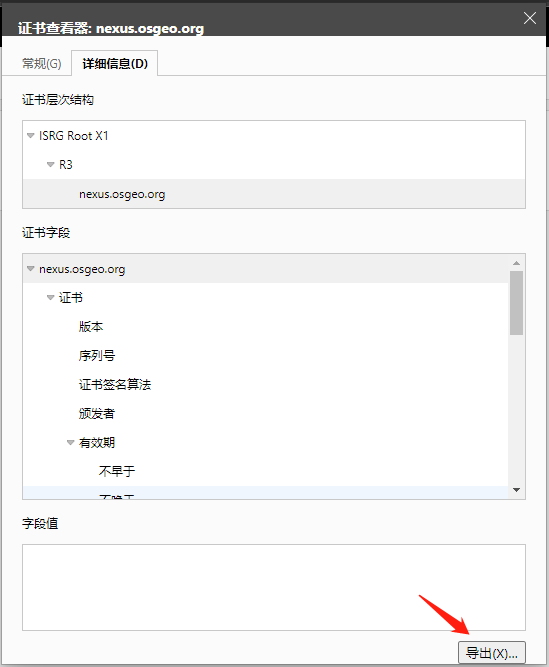 证书查看器: nexus.osgeo.org
常规(G) 详细信息(D)
证书层次结构
ISRG Root X1
R3
nexus.osgeo.org
证书字段
nexus.osgeo.org
证书
版本
序列号
证书签名算法
颁发者
有效期
不早于
不晚于
字段值
导出(X)...